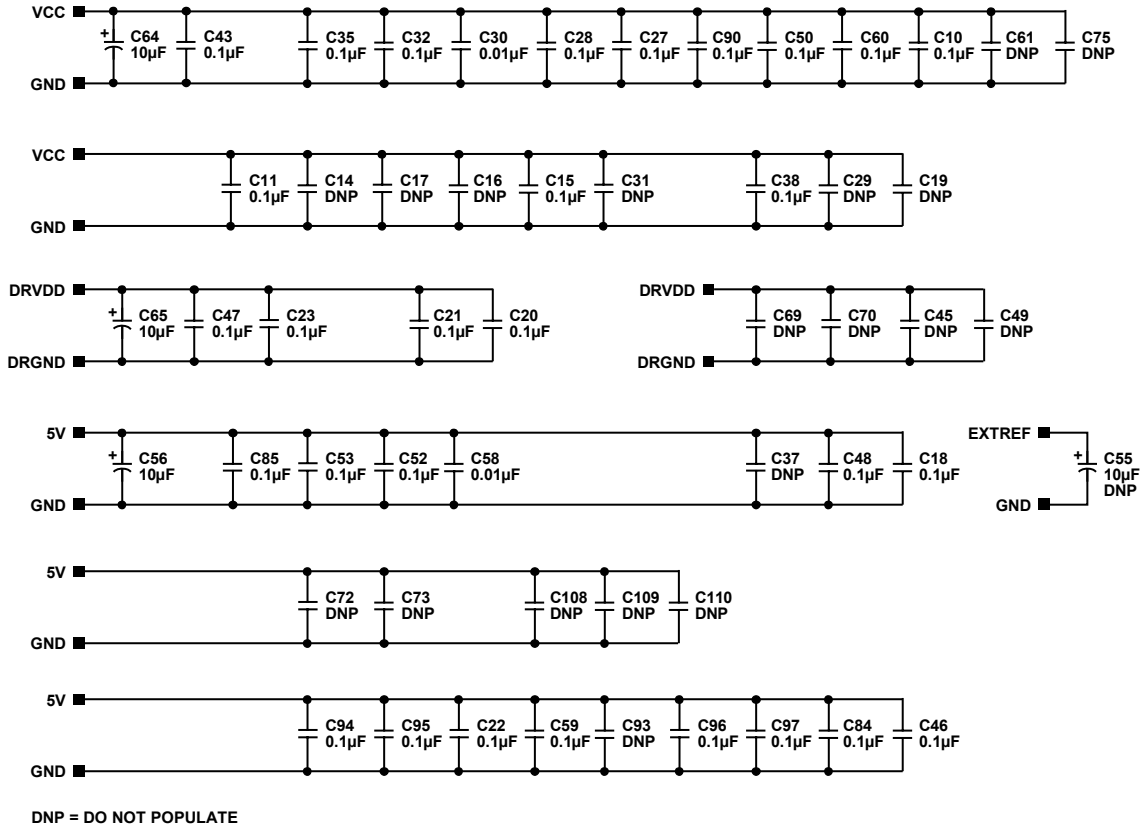 VCC
C64 C43 C35 C32 C30 C28 C27 C90 C50 C60 C10 C61 C75
+ 10µF 0.1µF 0.1µF 0.1µF 0.01µF 0.1µF 0.1µF 0.1µF 0.1µF 0.1µF 0.1µF DNP DNP
GND
VCC
C11 C14 C17 C16 C15 C31 C38 C29 C19
0.1µF DNP DNP DNP 0.1µF DNP 0.1µF DNP DNP
GND
DRVDD DRVDD
C65 C47 C23 C21 C20 C69 C70 C45 C49
+ 10µF 0.1µF 0.1µF 0.1µF 0.1µF DNP DNP DNP DNP
DRGND DRGND
5V EXTREF
C56 C85 C53 C52 C58 C37 C48 C18 + C55
+ 10µF 0.1µF 0.1µF 0.1µF 0.01µF DNP 0.1µF 0.1µF 10µF
DNP
GND GND
5V
C72 C73 C108 C109 C110
DNP DNP DNP DNP DNP
GND
5V
C94 C95 C22 C59 C93 C96 C97 C84 C46
0.1µF 0.1µF 0.1µF 0.1µF DNP 0.1µF 0.1µF 0.1µF 0.1µF
GND
DNP = DO NOT POPULATE